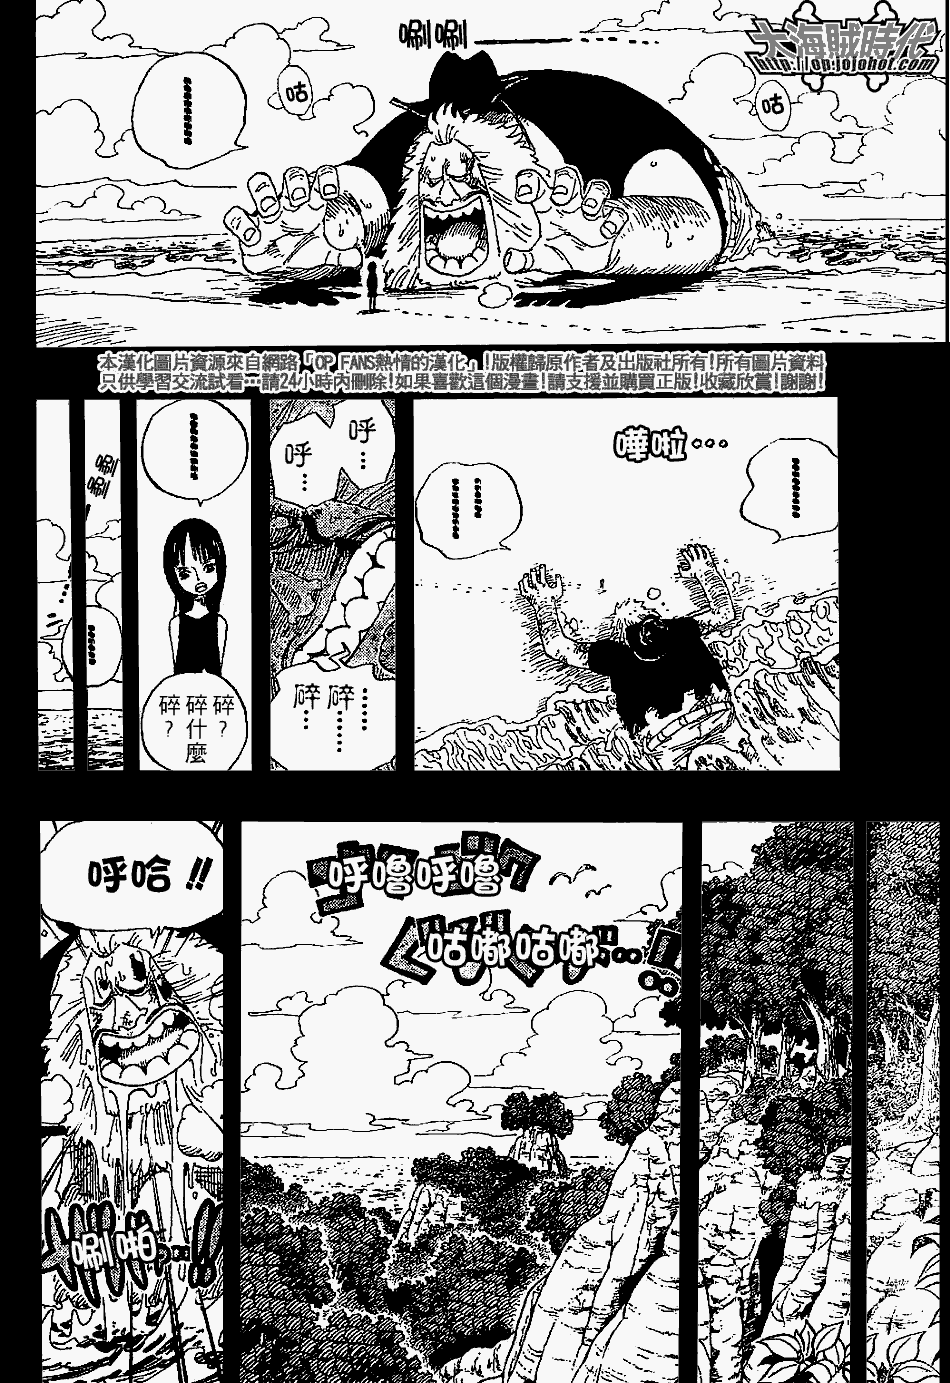 唰唰
大海賊時代
http://op.jojohot.com
………
咕
咕
本漢化圖片資源來自網路「OP FANS熱情的漢化」!版權歸原作者及出版社所有!所有圖片資料
只供學習交流試看…請24小時內刪除!如果喜歡這個漫畫!請支援並購買正版!收藏欣賞!謝謝!
嘩啦…
………
………
呼…
呼…
碎………
碎…
………
碎?
碎什麼
碎?
………
呼嚕呼嚕
咕嘟咕嘟…
呼哈!!
唰啪…!!